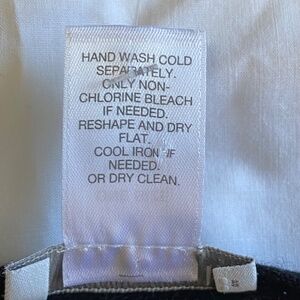 HAND WASH COLD
SEPARATELY.
ONLY NON-
CHLORINE BLEACH
IF NEEDED.
RESHAPE AND DRY
FLAT.
COOL IRON IF
NEEDED.
OR DRY CLEAN.